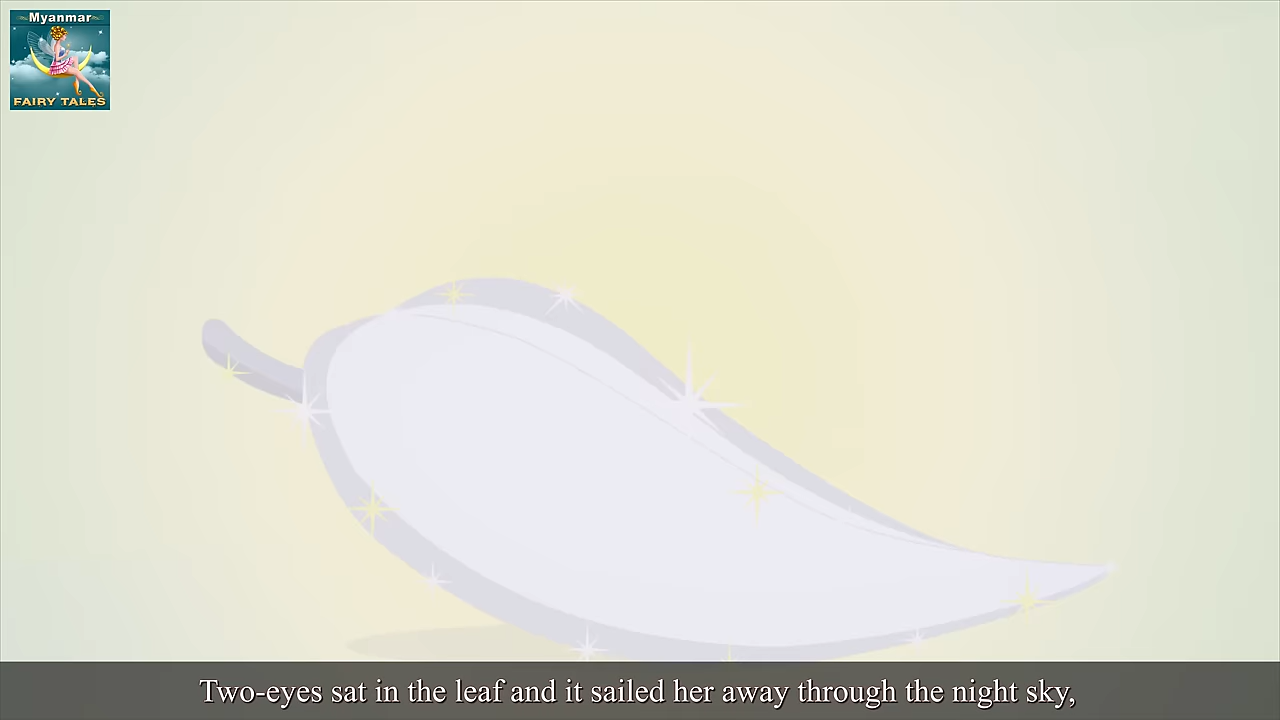 Myanmar
FAIRY TALES
Two-eyes sat in the leaf and it sailed her away through the night sky,